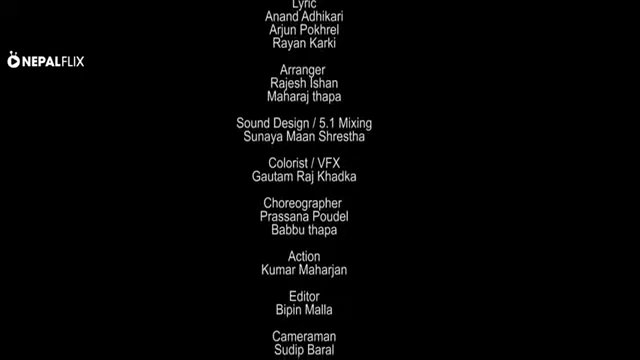 Lyric
Anand Adhikari
Arjun Pokhrel
Rayan Karki
NEPALFLIX
Arranger
Rajesh Ishan
Maharaj thapa
Sound Design / 5.1 Mixing
Sunaya Maan Shrestha
Colorist / VFX
Gautam Raj Khadka
Choreographer
Prassana Poudel
Babbu thapa
Action
Kumar Maharjan
Editor
Bipin Malla
Cameraman
Sudip Baral